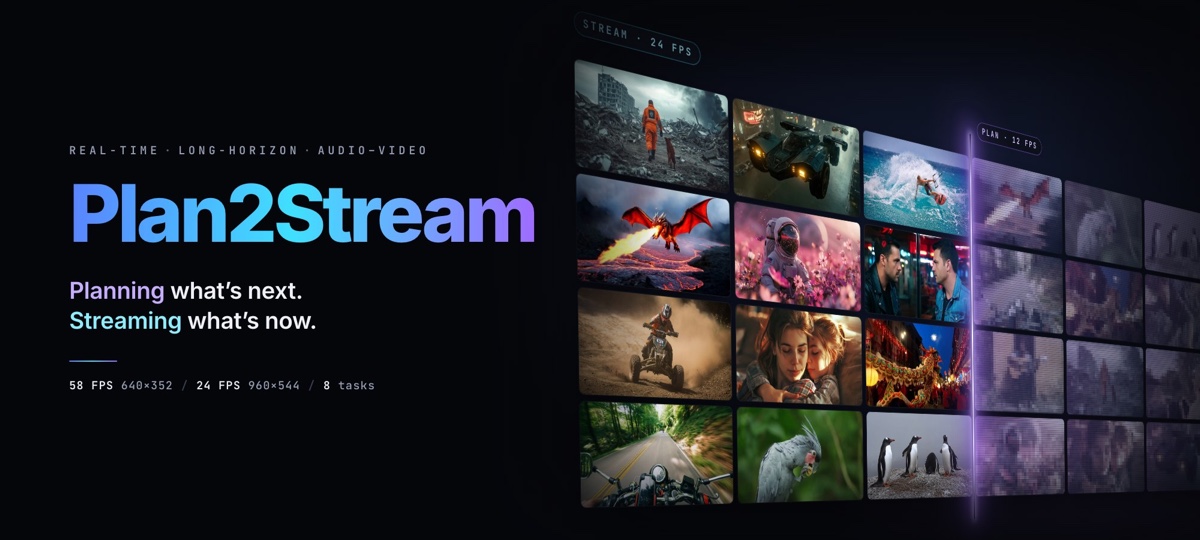 REAL-TIME · LONG-HORIZON · AUDIO-VIDEO
Plan2Stream
Planning what's next.
Streaming what's now.
58 FPS 640×352 / 24 FPS 960×544 / 8 tasks
STREAM · 24 FPS
PLAN · 12 FPS